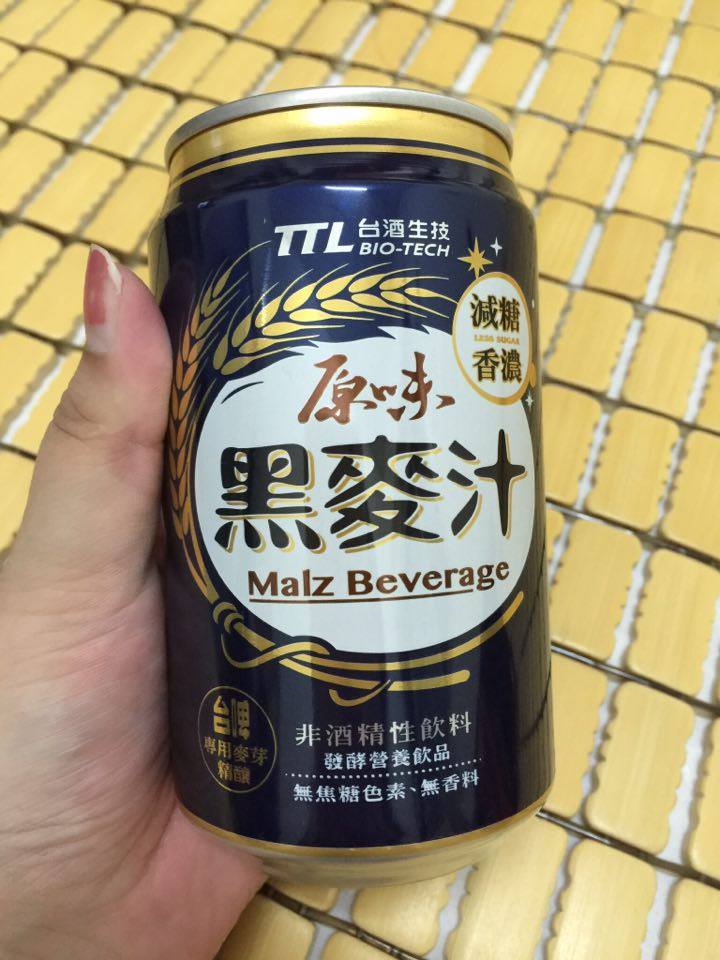 TTL 台酒生技
BIO-TECH
減糖
LESS SUGAR
香濃
原味
黑麥汁
Malz Beverage
台啤
專用麥芽
精釀
非酒精性飲料
發酵營養飲品
無焦糖色素、無香料